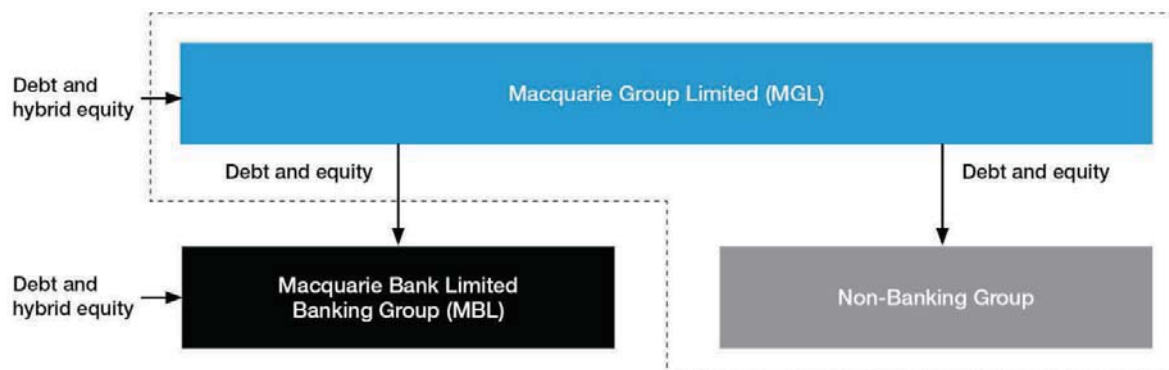 Debt and
hybrid equity
Macquarie Group Limited (MGL)
Debt and equity
Debt and equity
Debt and
hybrid equity
Macquarie Bank Limited
Banking Group (MBL)
Non-Banking Group